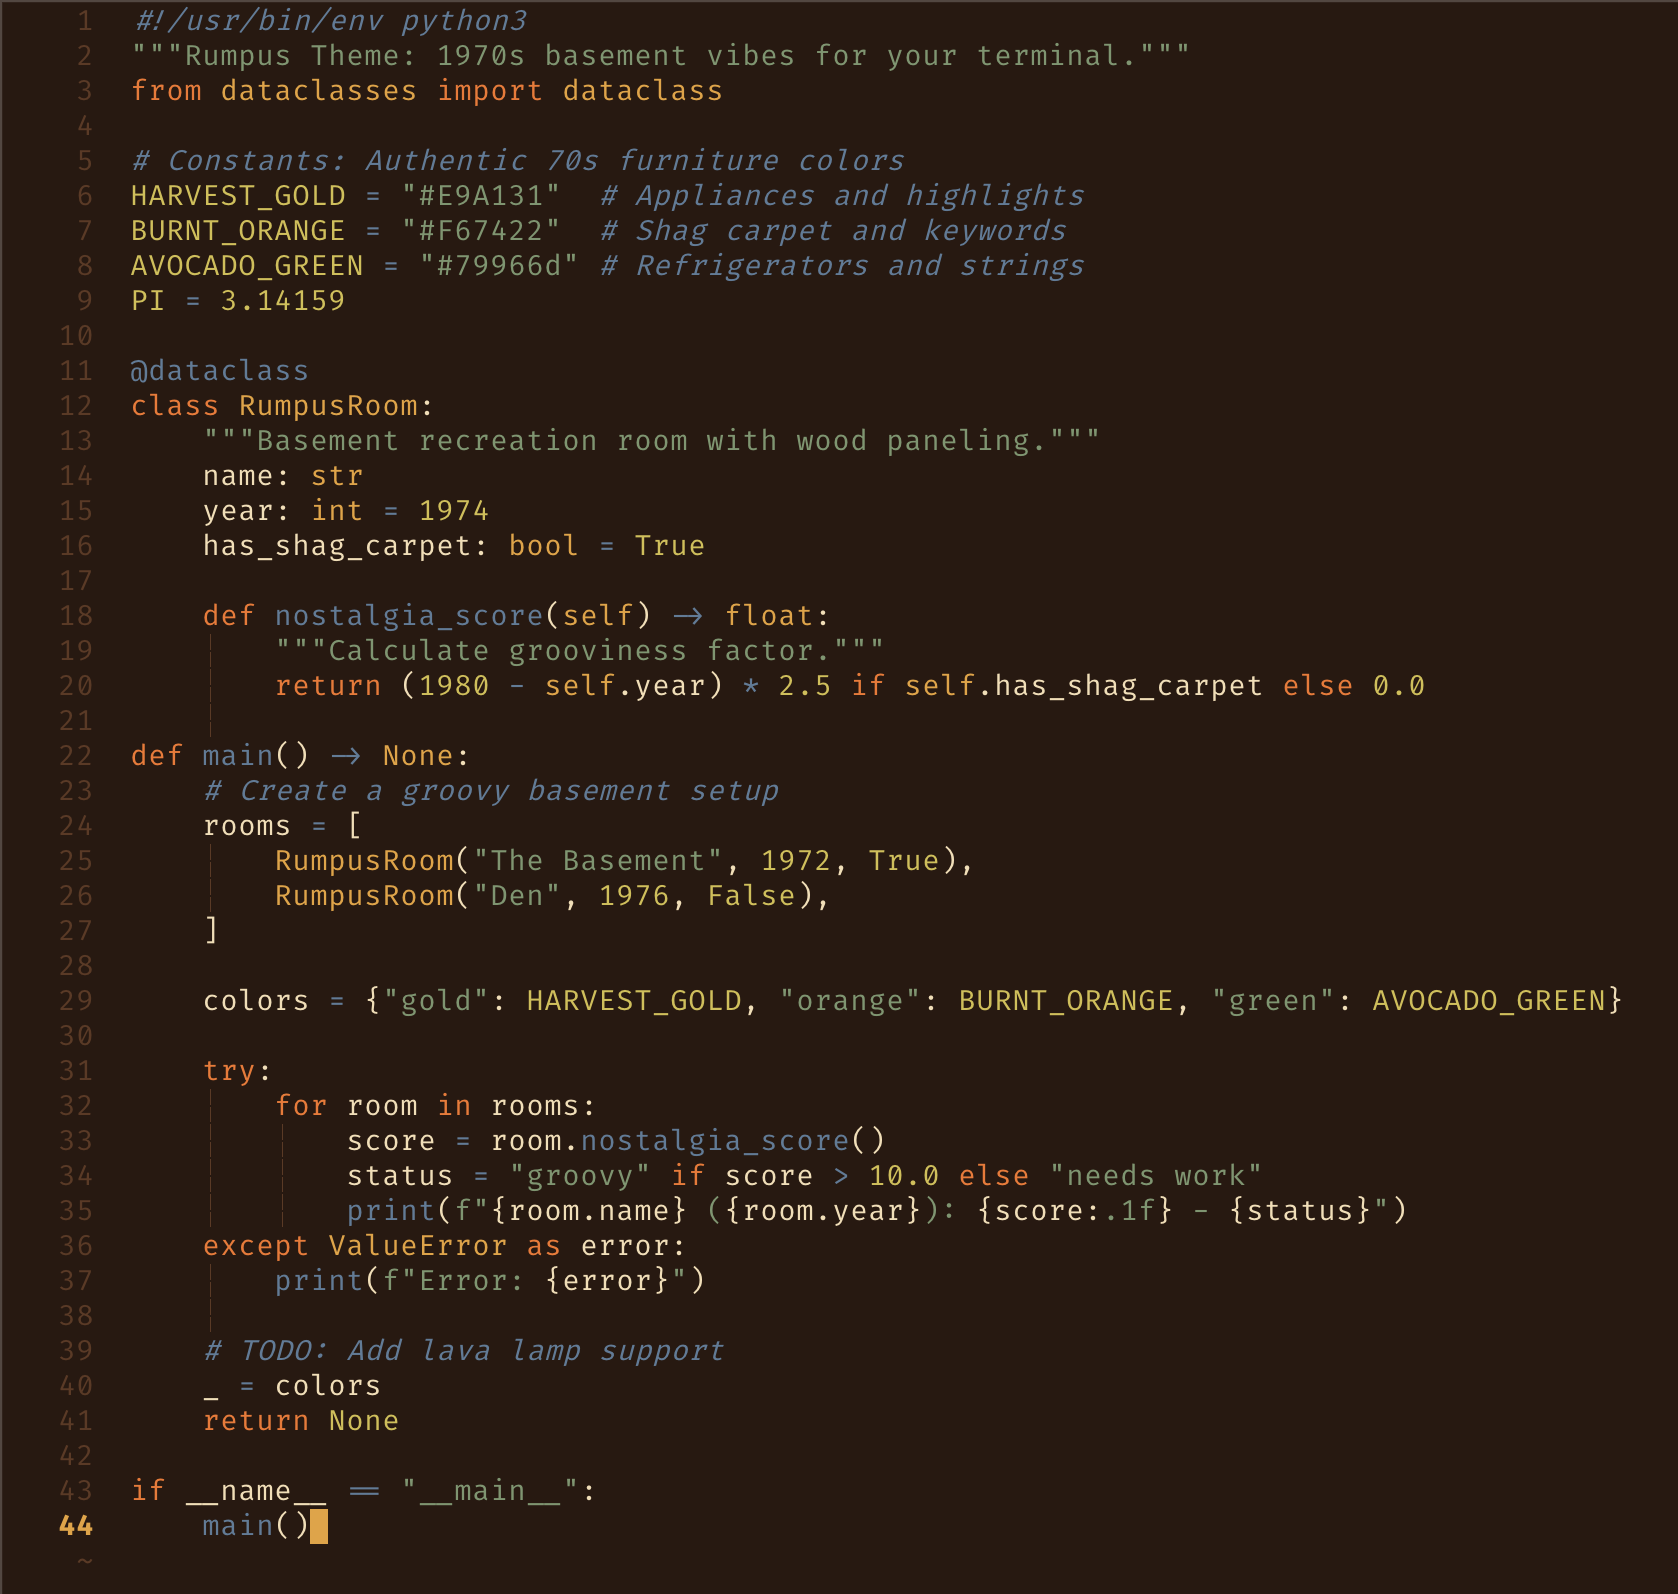 1 #!/usr/bin/env python3
2 """Rumpus Theme: 1970s basement vibes for your terminal."""
3 from dataclasses import dataclass
4
5 # Constants: Authentic 70s furniture colors
6 HARVEST_GOLD = "#E9A131"  # Appliances and highlights
7 BURNT_ORANGE = "#F67422"  # Shag carpet and keywords
8 AVOCADO_GREEN = "#79966d" # Refrigerators and strings
9 PI = 3.14159
10
11 @dataclass
12 class RumpusRoom:
13     """Basement recreation room with wood paneling."""
14     name: str
15     year: int = 1974
16     has_shag_carpet: bool = True
17
18     def nostalgia_score(self) -> float:
19         """Calculate grooviness factor."""
20         return (1980 - self.year) * 2.5 if self.has_shag_carpet else 0.0
21
22 def main() -> None:
23     # Create a groovy basement setup
24     rooms = [
25         RumpusRoom("The Basement", 1972, True),
26         RumpusRoom("Den", 1976, False),
27     ]
28
29     colors = {"gold": HARVEST_GOLD, "orange": BURNT_ORANGE, "green": AVOCADO_GREEN}
30
31     try:
32         for room in rooms:
33             score = room.nostalgia_score()
34             status = "groovy" if score > 10.0 else "needs work"
35             print(f"{room.name} ({room.year}): {score:.1f} - {status}")
36     except ValueError as error:
37         print(f"Error: {error}")
38
39     # TODO: Add lava lamp support
40     _ = colors
41     return None
42
43 if __name__ == "__main__":
44     main()
~